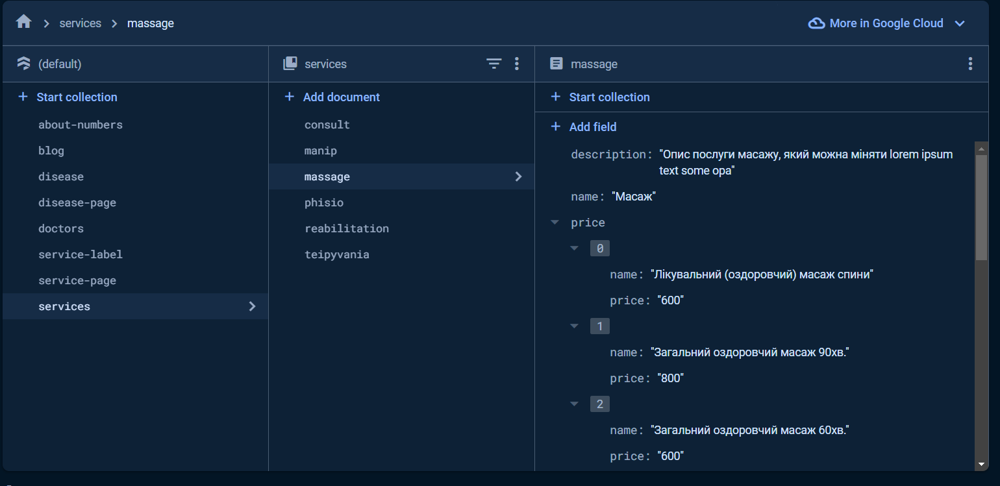 services > massage
More in Google Cloud
(default)
services
massage
+ Start collection
about-numbers
blog
disease
disease-page
doctors
service-label
service-page
services
+ Add document
consult
manip
massage
phisio
reabilitation
teipyvania
+ Start collection
+ Add field
description: "Опис послуги масажу, який можна міняти lorem ipsum
text some opa"
name: "Масаж"
price
0
name: "Лікувальний (оздоровчий) масаж спини"
price: "600"
1
name: "Загальний оздоровчий масаж 90хв."
price: "800"
2
name: "Загальний оздоровчий масаж 60хв."
price: "600"